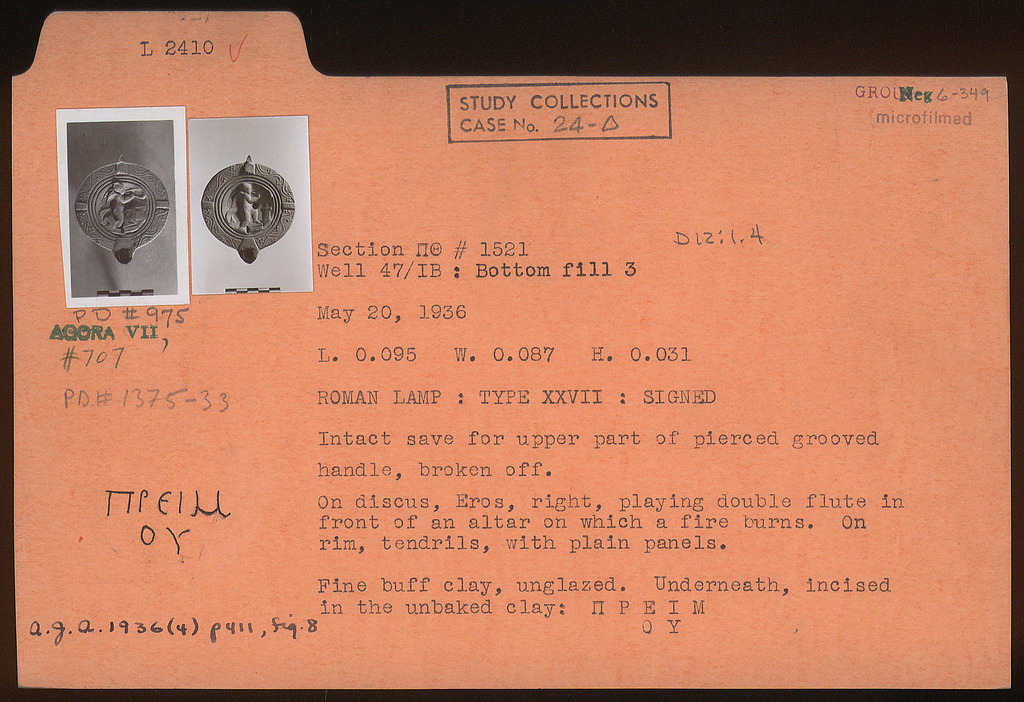 L 2410 ✓
STUDY COLLECTIONS
CASE No. 24-Δ
Neg 6-349
microfilmed
D12:1.4
Section ΠΘ # 1521
Well 47/IB : Bottom fill 3
May 20, 1936
PD #975
AGORA VII,
#707
L. 0.095 W. 0.087 H. 0.031
PD.# 1375-33
ROMAN LAMP : TYPE XXVII : SIGNED
Intact save for upper part of pierced grooved
handle, broken off.
On discus, Eros, right, playing double flute in
front of an altar on which a fire burns. On
rim, tendrils, with plain panels.
ΠΡΕΙΜ
ΟΥ
Fine buff clay, unglazed. Underneath, incised
in the unbaked clay: Π Ρ Ε Ι Μ
Ο Υ
a.g.a. 1936(4) p411, fig. 8